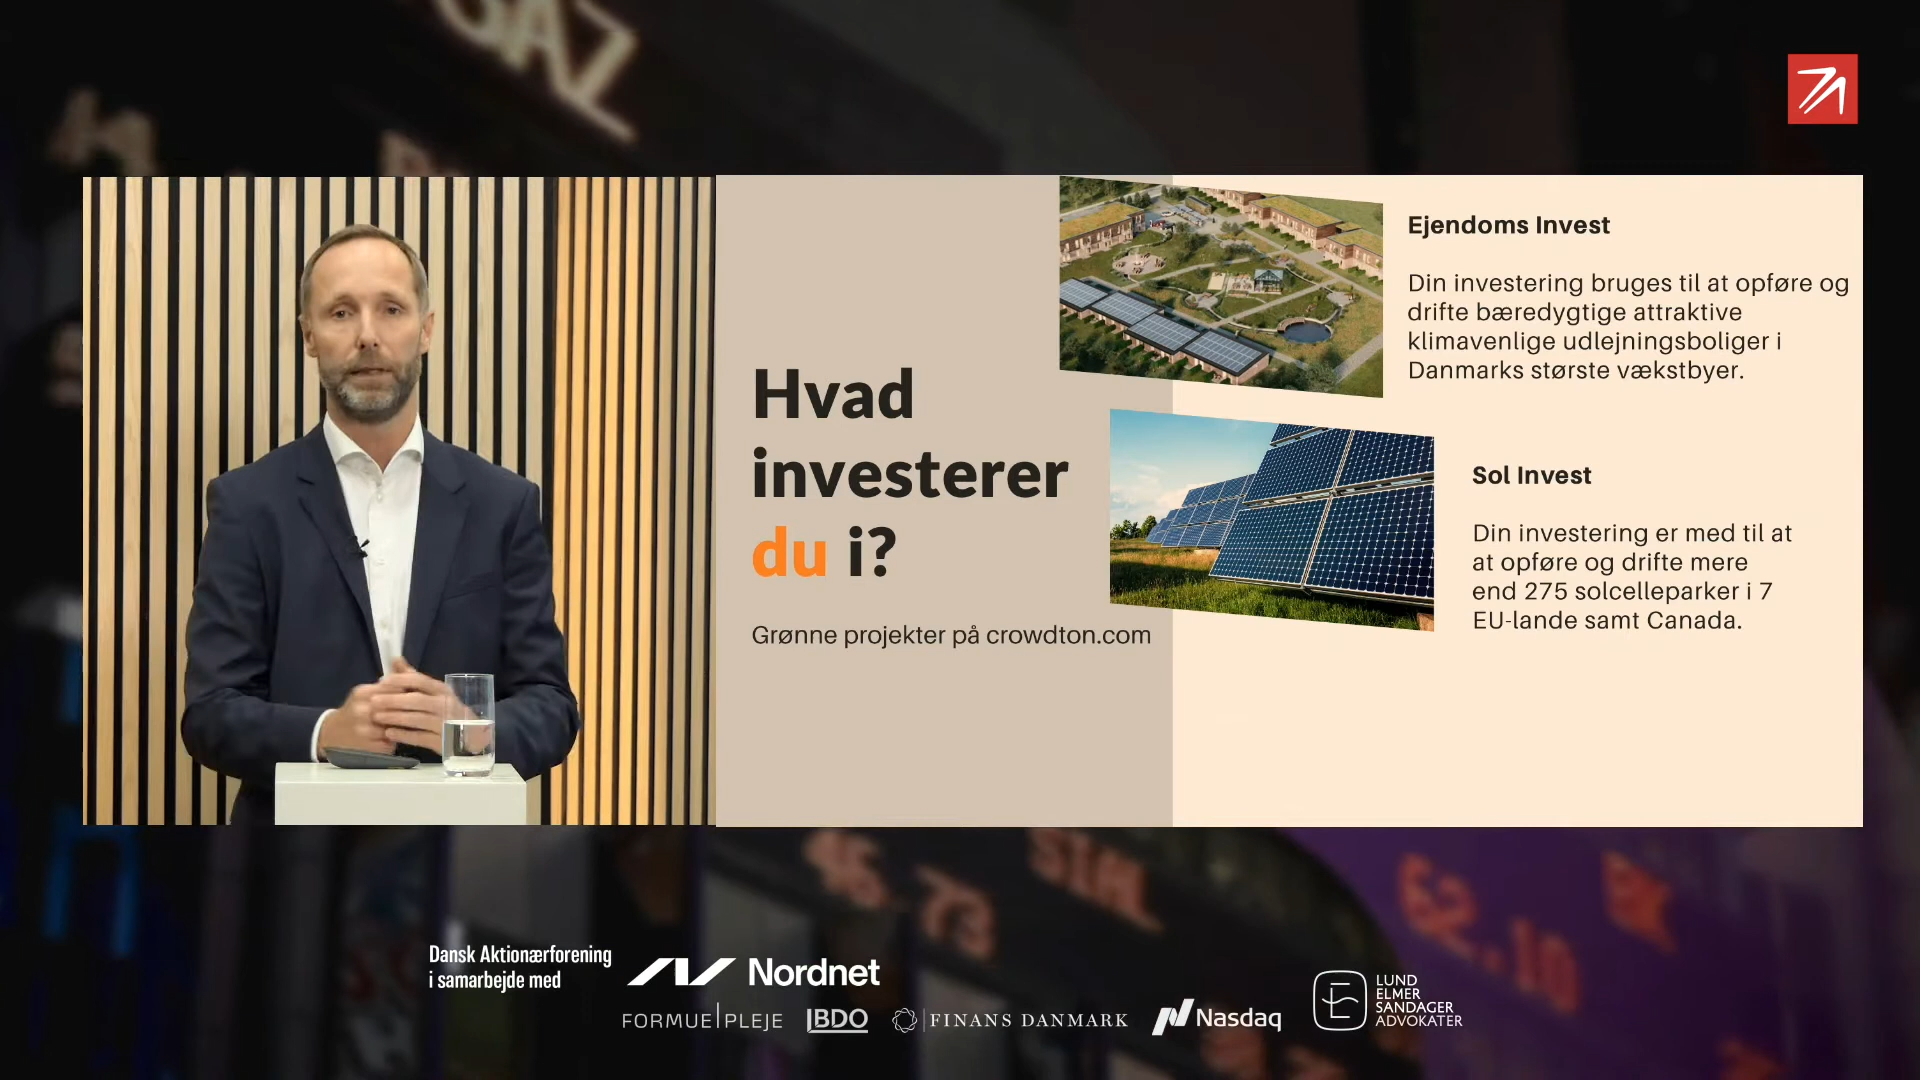 Hvad
investerer
du i?
Grønne projekter på crowdton.com
Ejendoms Invest
Din investering bruges til at opføre og
drifte bæredygtige attraktive
klimavenlige udlejningsboliger i
Danmarks største vækstbyer.
Sol Invest
Din investering er med til at
at opføre og drifte mere
end 275 solcelleparker i 7
EU-lande samt Canada.
Dansk Aktionærforening
i samarbejde med
Nordnet
FORMUE|PLEJE
BDO
FINANS DANMARK
Nasdaq
LUND
ELMER
SANDAGER
ADVOKATER